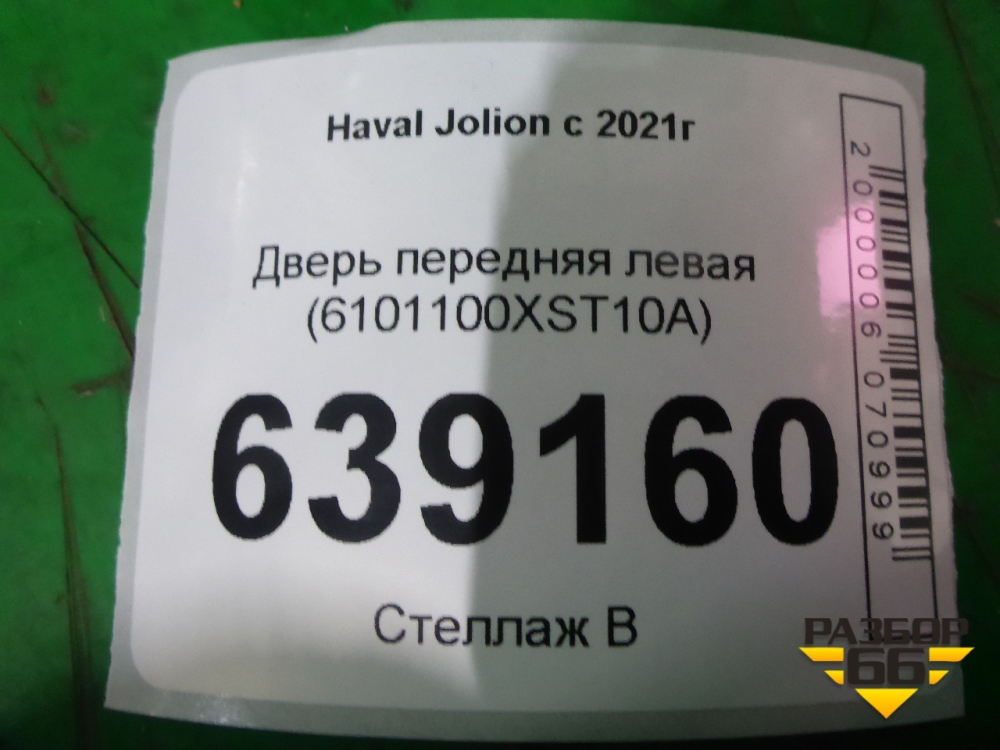 Haval Jolion с 2021г
Дверь передняя левая
(6101100XST10A)
639160
Стеллаж В
2000006070999
РАЗБОР
66